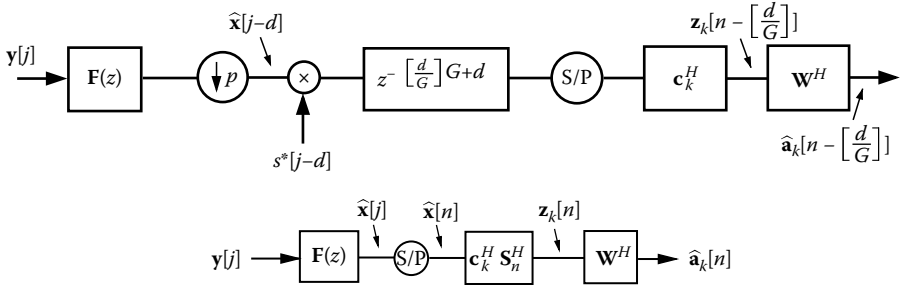 x̂[j–d]
z_k[n – [d/G]]
y[j]
F(z)
↓ p
×
z^– [d/G]G+d
S/P
c_k^H
W^H
s*[j–d]
â_k[n – [d/G]]
x̂[j]
x̂[n]
z_k[n]
y[j]
F(z)
S/P
c_k^H S_n^H
W^H
â_k[n]